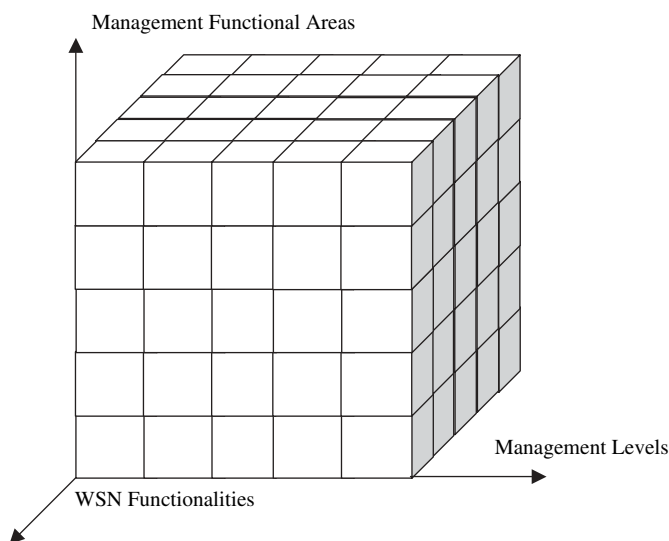 Management Functional Areas
Management Levels
WSN Functionalities